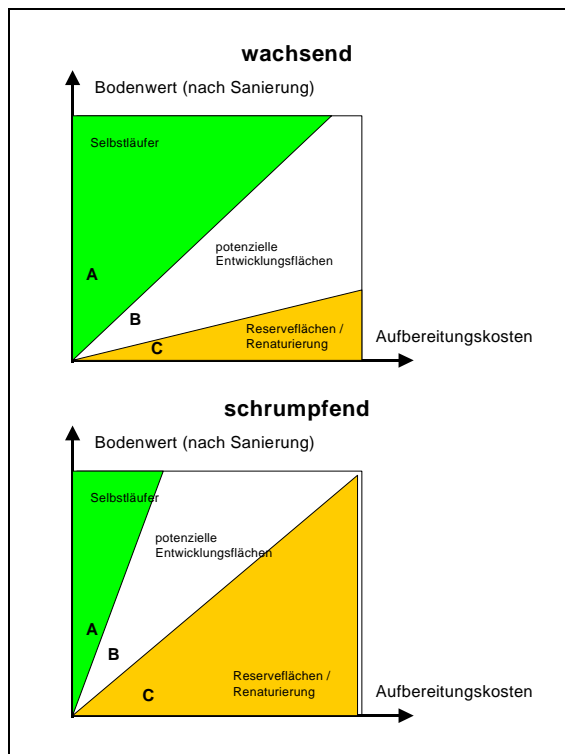 wachsend
Bodenwert (nach Sanierung)
Selbstläufer
potenzielle
Entwicklungsflächen
A
B
Reserveflächen /
Renaturierung
C
Aufbereitungskosten
schrumpfend
Bodenwert (nach Sanierung)
Selbstläufer
potenzielle
Entwicklungsflächen
A
B
Reserveflächen /
Renaturierung
C
Aufbereitungskosten